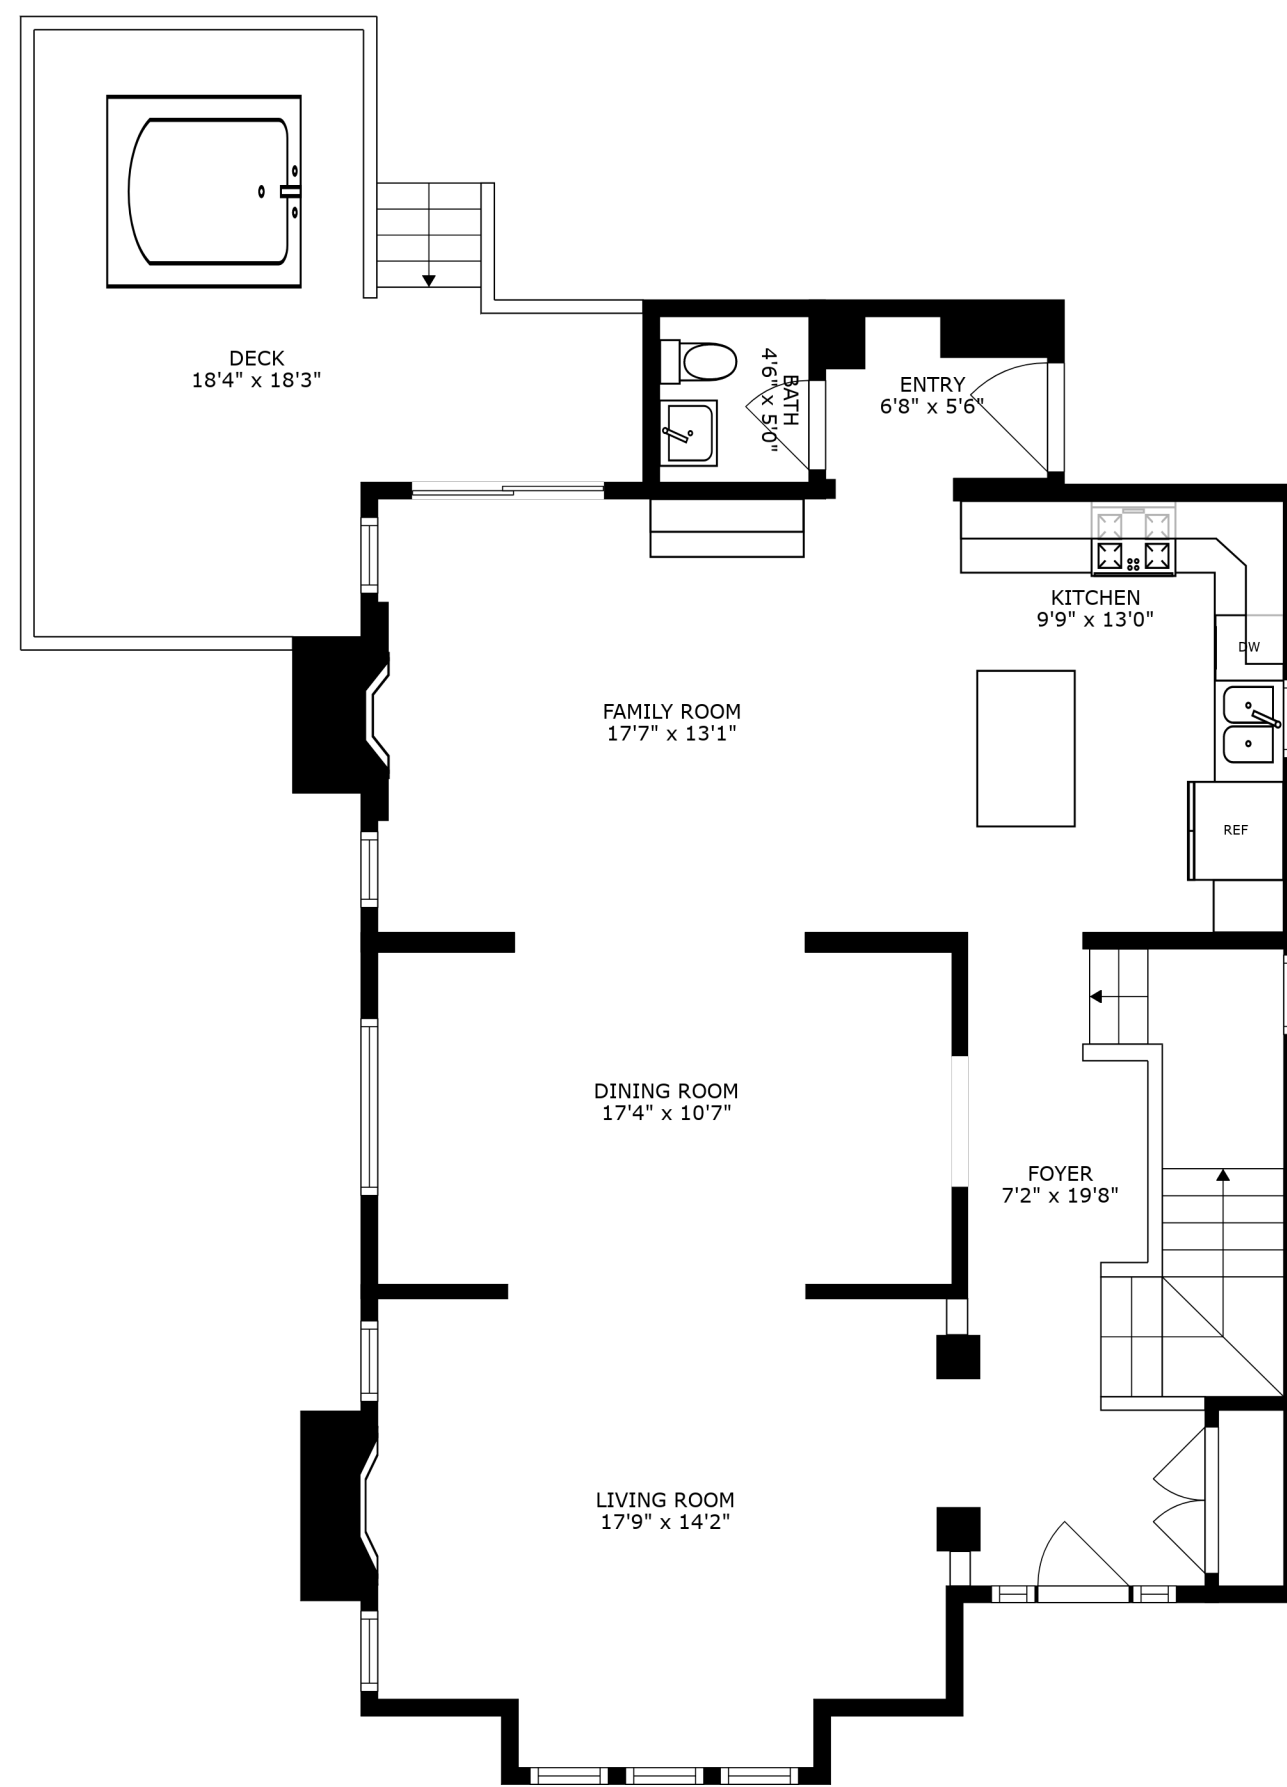 DECK
18'4" x 18'3"
BATH
4'6" x 5'0"
ENTRY
6'8" x 5'6"
KITCHEN
9'9" x 13'0"
DW
FAMILY ROOM
17'7" x 13'1"
REF
DINING ROOM
17'4" x 10'7"
FOYER
7'2" x 19'8"
LIVING ROOM
17'9" x 14'2"